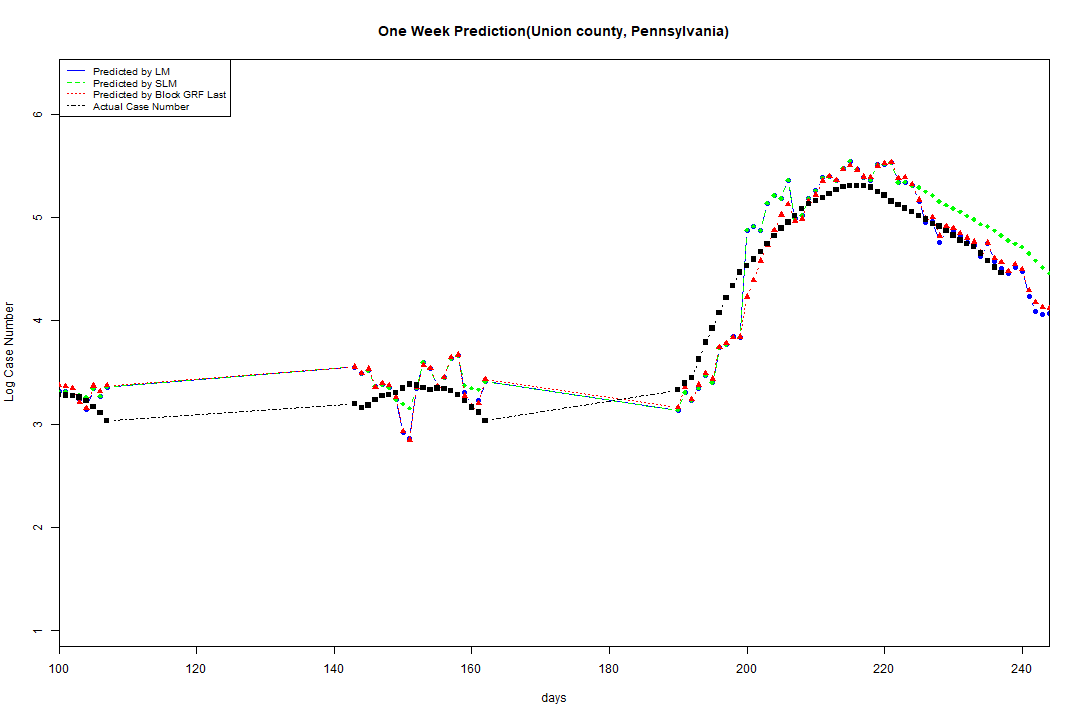 One Week Prediction(Union county, Pennsylvania)
Predicted by LM
Predicted by SLM
Predicted by Block GRF Last
Actual Case Number
6
5
4
3
2
1
Log Case Number
100 120 140 160 180 200 220 240
days